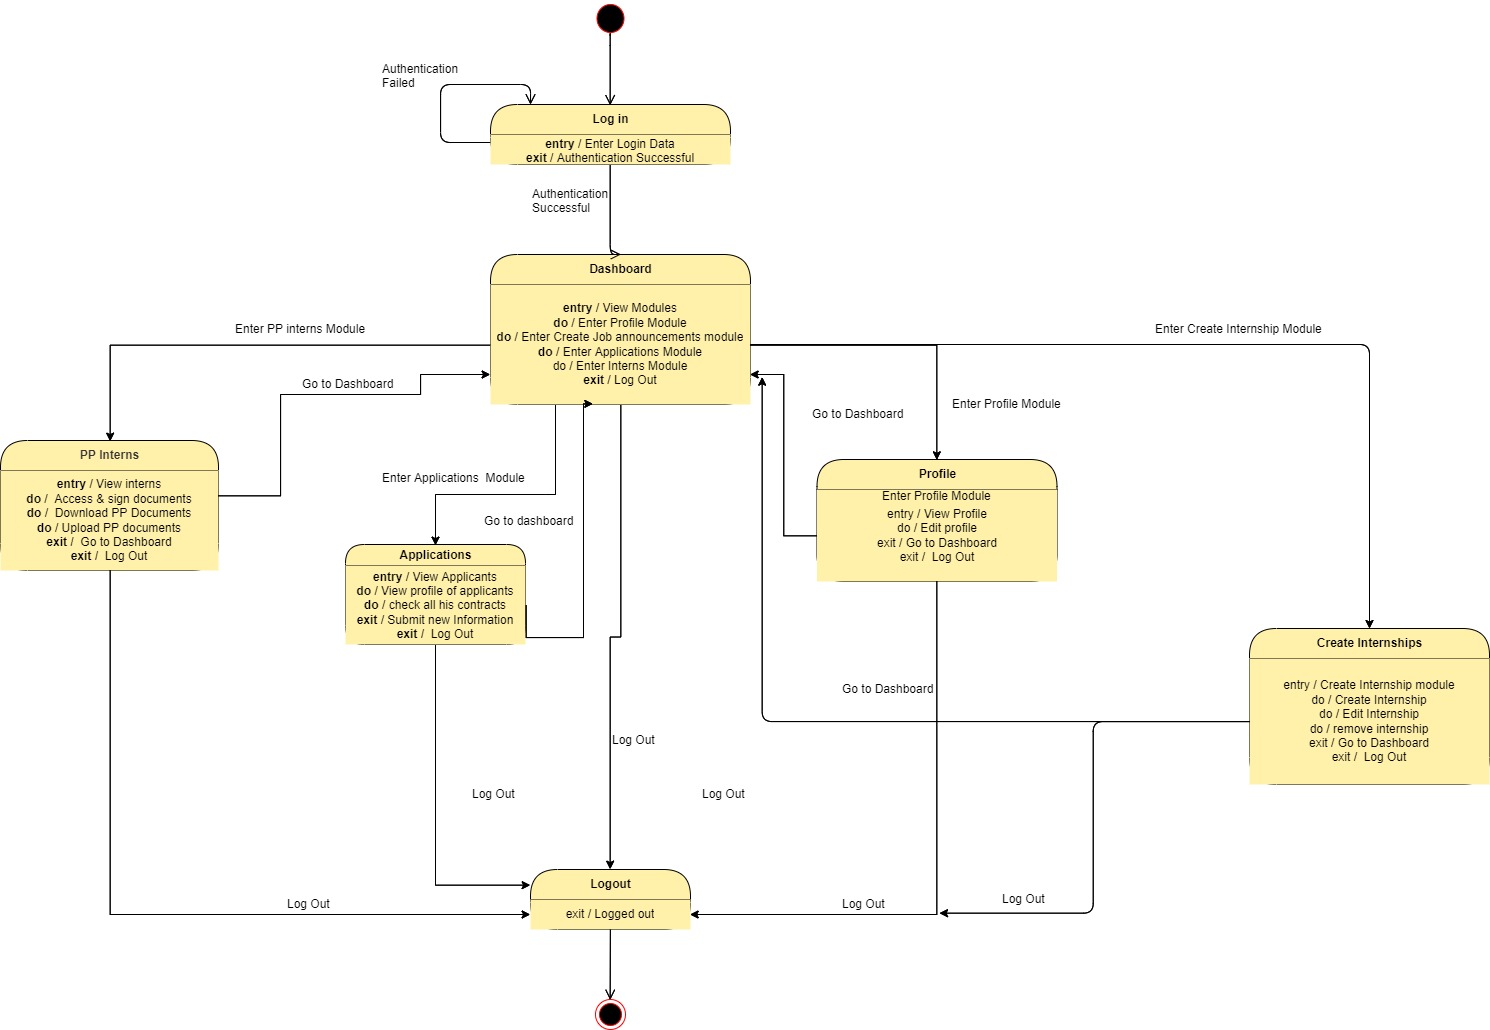 Authentication
Failed
Log in
entry / Enter Login Data
exit / Authentication Successful
Authentication
Successful
Dashboard
entry / View Modules
do / Enter Profile Module
do / Enter Create Job announcements module
do / Enter Applications Module
do / Enter Interns Module
exit / Log Out
Enter PP interns Module
Enter Create Internship Module
Go to Dashboard
Go to Dashboard
Enter Profile Module
PP Interns
entry / View interns
do / Access & sign documents
do / Download PP Documents
do / Upload PP documents
exit / Go to Dashboard
exit / Log Out
Enter Applications Module
Go to dashboard
Applications
entry / View Applicants
do / View profile of applicants
do / check all his contracts
exit / Submit new Information
exit / Log Out
Profile
Enter Profile Module
entry / View Profile
do / Edit profile
exit / Go to Dashboard
exit / Log Out
Create Internships
entry / Create Internship module
do / Create Internship
do / Edit Internship
do / remove internship
exit / Go to Dashboard
exit / Log Out
Go to Dashboard
Log Out
Log Out
Log Out
Logout
exit / Logged out
Log Out
Log Out
Log Out